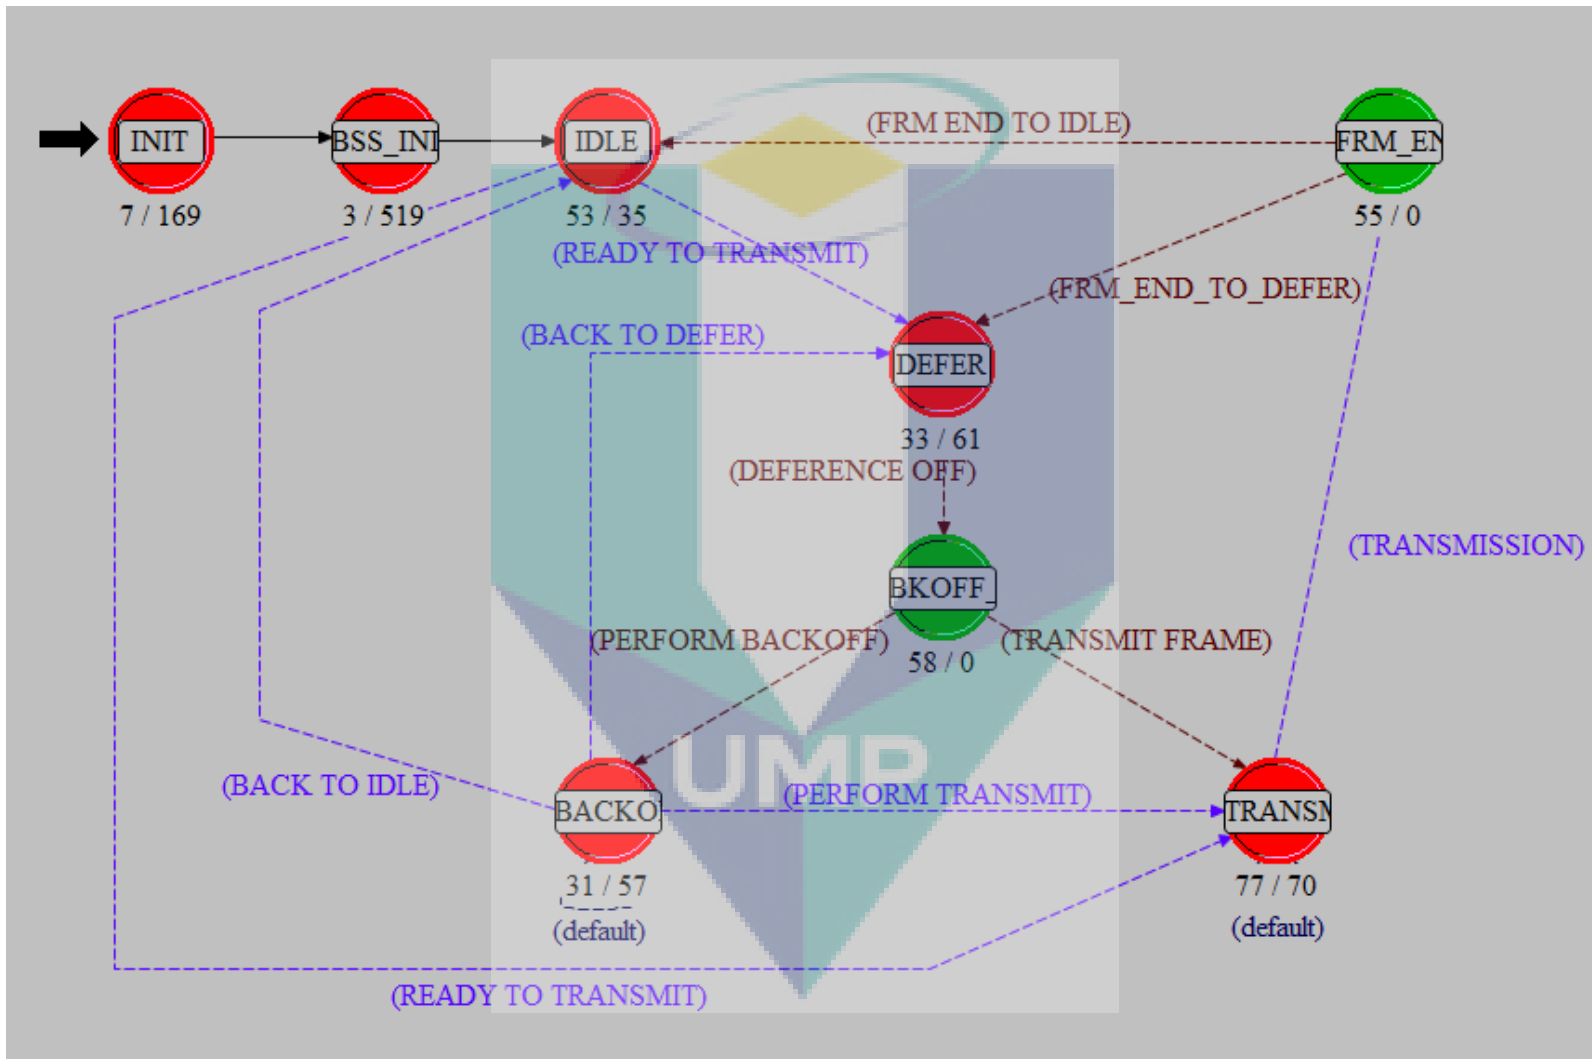 INIT
BSS_INI
IDLE
(FRM END TO IDLE)
FRM_EN
7 / 169
3 / 519
53 / 35
55 / 0
(READY TO TRANSMIT)
(FRM_END_TO_DEFER)
(BACK TO DEFER)
DEFER
33 / 61
(DEFERENCE OFF)
(TRANSMISSION)
BKOFF_
(PERFORM BACKOFF)
(TRANSMIT FRAME)
58 / 0
UMP
(BACK TO IDLE)
(PERFORM TRANSMIT)
BACKO
TRANSM
31 / 57
77 / 70
(default)
(default)
(READY TO TRANSMIT)